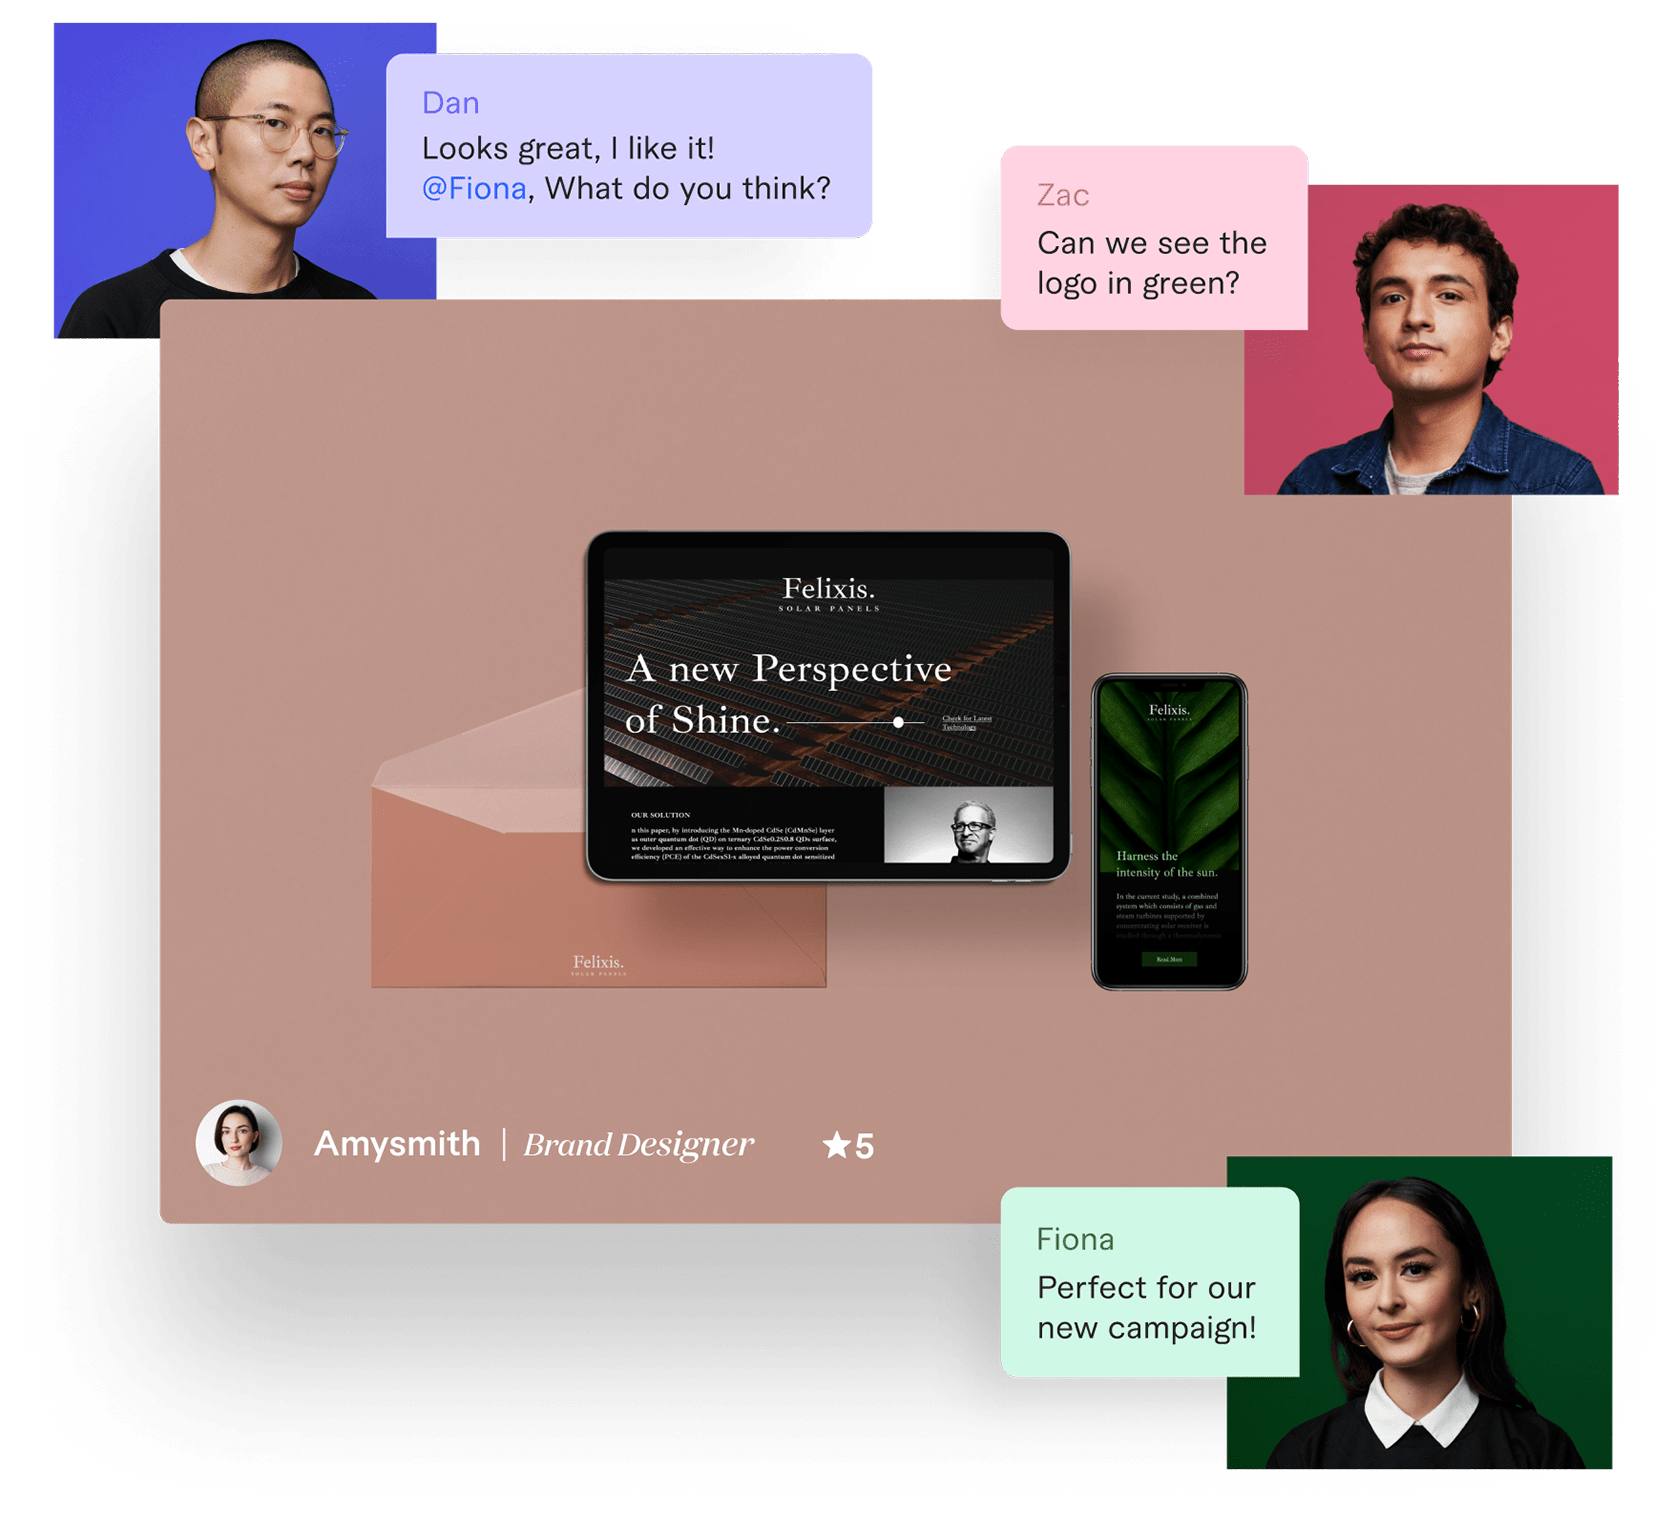 Dan
Looks great, I like it!
@Fiona, What do you think?
Zac
Can we see the
logo in green?
Felixis.
SOLAR PANELS
A new Perspective
of Shine.
Check for Latest
Technology
OUR SOLUTION
n this paper, by introducing the Mn-doped CdSe (CdMnSe) layer
as outer quantum dot (QD) on ternary CdSe0.2S0.8 QDs surface,
we developed an effective way to enhance the power conversion
efficiency (PCE) of the CdSexS1-x alloyed quantum dot sensitized
Felixis.
SOLAR PANELS
Harness the
intensity of the sun.
In the current study, a combined
system which consists of gas and
steam turbines supported by
concentrating solar receiver is
studied through a thermodynamic
Read More
Felixis.
SOLAR PANELS
Amysmith | Brand Designer ★5
Fiona
Perfect for our
new campaign!